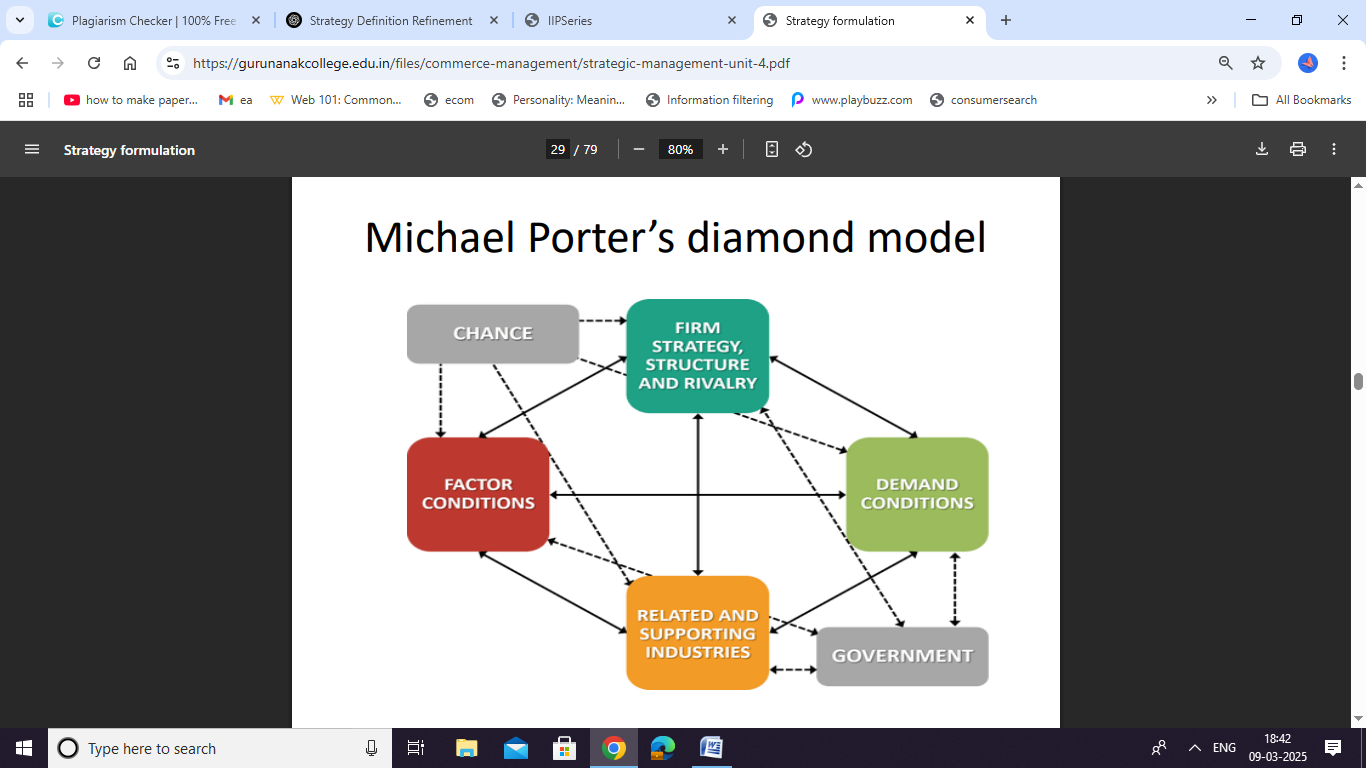 Plagiarism Checker | 100% Free
Strategy Definition Refinement
IIPSeries
Strategy formulation
https://gurunanakcollege.edu.in/files/commerce-management/strategic-management-unit-4.pdf
how to make paper...
ea
Web 101: Common...
ecom
Personality: Meanin...
Information filtering
www.playbuzz.com
consumersearch
All Bookmarks
Strategy formulation
29 / 79
80%
Michael Porter’s diamond model
CHANCE
FIRM
STRATEGY,
STRUCTURE
AND RIVALRY
FACTOR
CONDITIONS
DEMAND
CONDITIONS
RELATED AND
SUPPORTING
INDUSTRIES
GOVERNMENT
Type here to search
ENG
18:42
09-03-2025